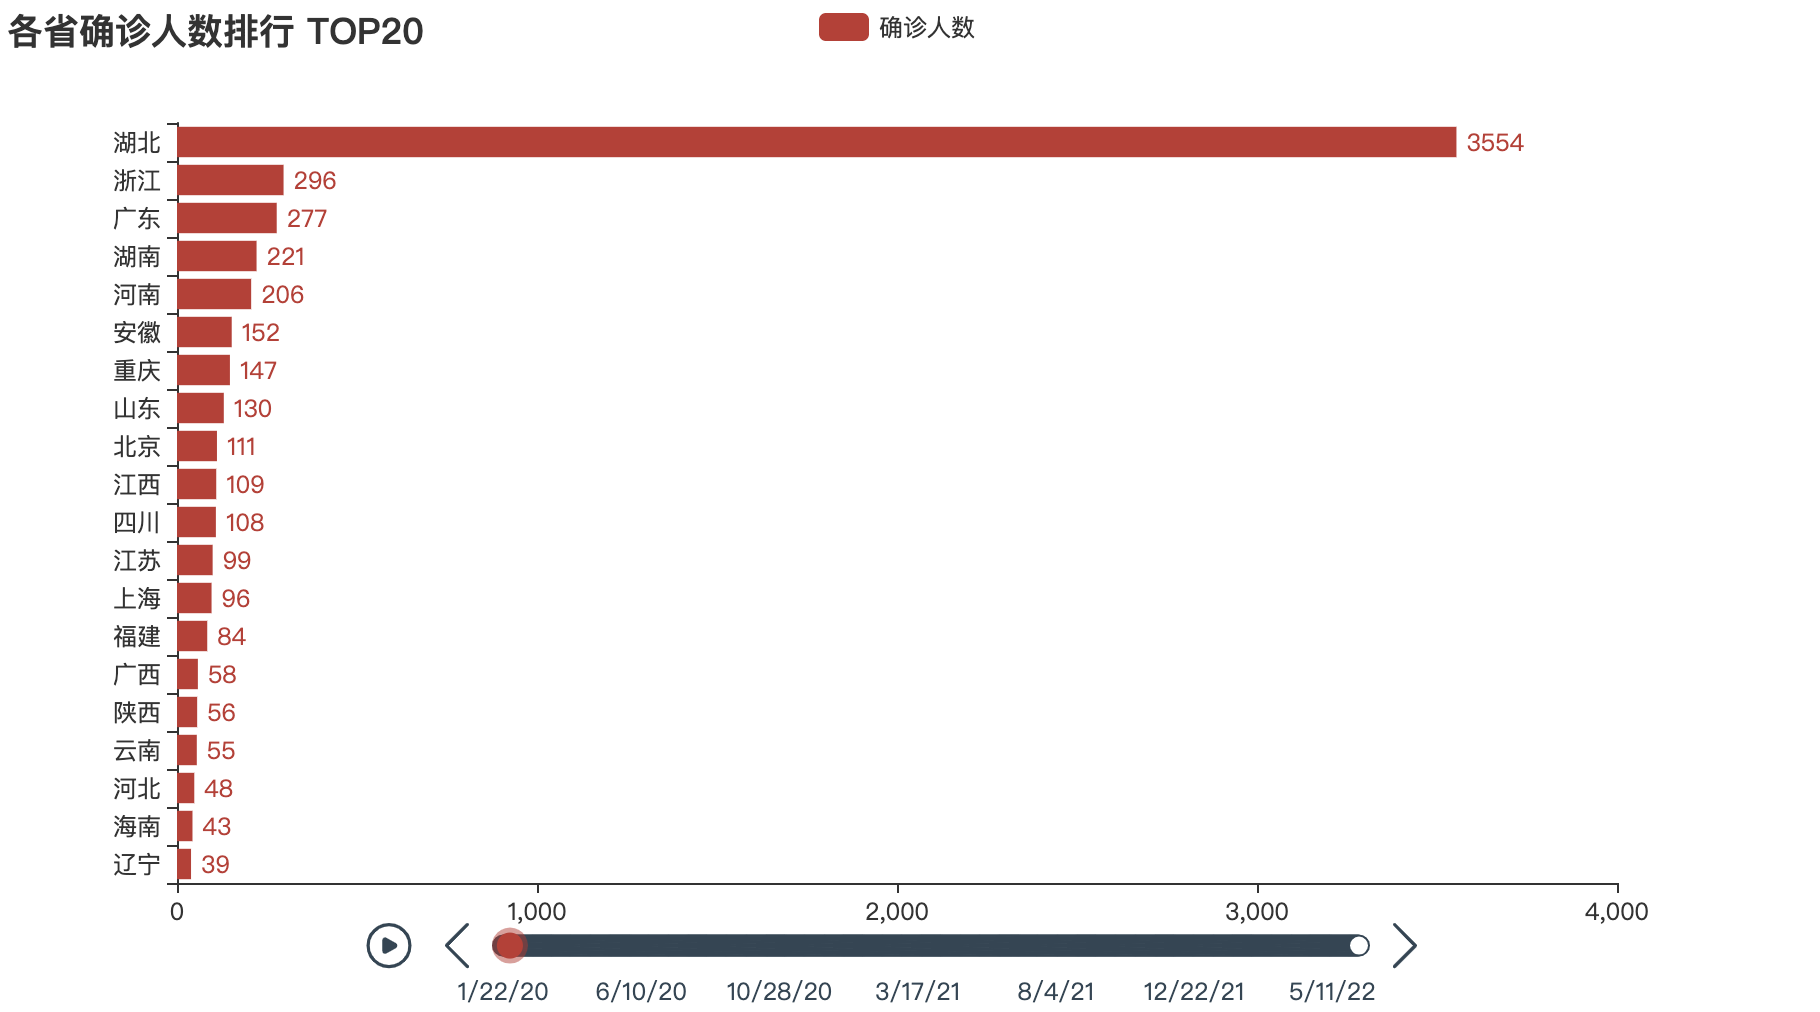 各省确诊人数排行 TOP20
确诊人数
湖北 3554
浙江 296
广东 277
湖南 221
河南 206
安徽 152
重庆 147
山东 130
北京 111
江西 109
四川 108
江苏 99
上海 96
福建 84
广西 58
陕西 56
云南 55
河北 48
海南 43
辽宁 39
0 1,000 2,000 3,000 4,000
1/22/20 6/10/20 10/28/20 3/17/21 8/4/21 12/22/21 5/11/22